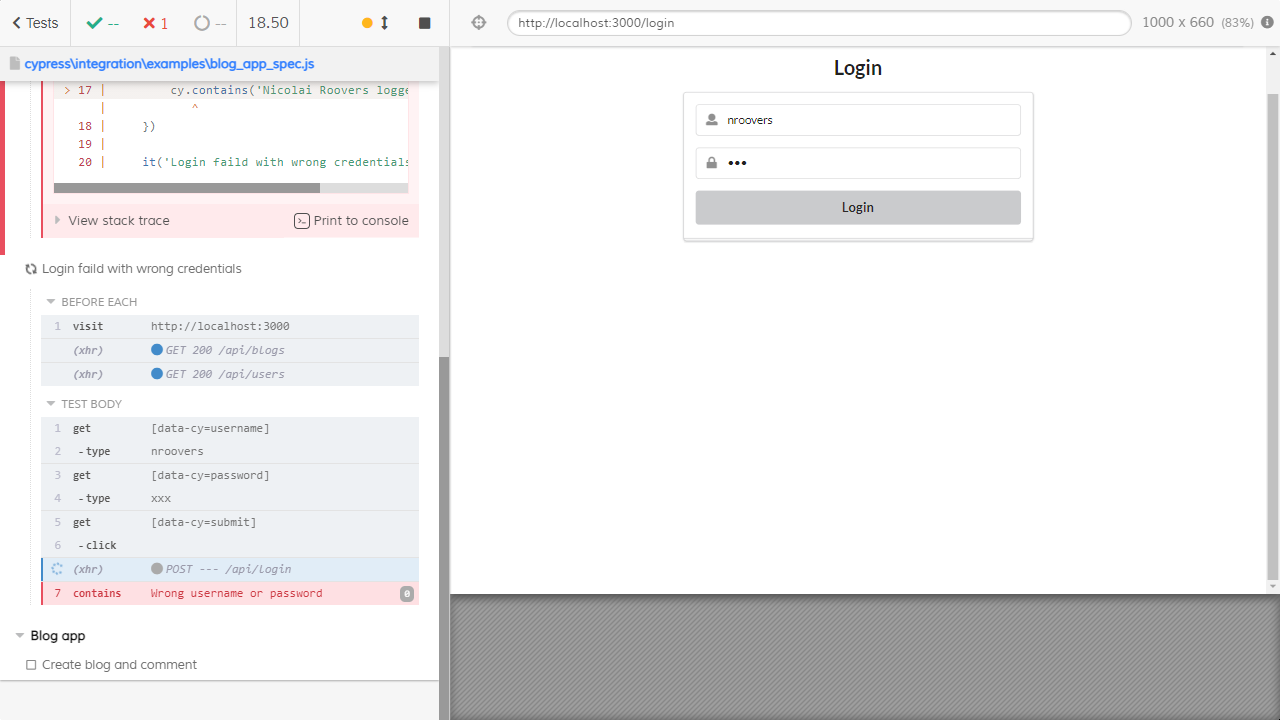 Tests
--
1
--
18.50
http://localhost:3000/login
1000 x 660 (83%)
cypress\integration\examples\blog_app_spec.js
> 17 | cy.contains('Nicolai Roovers logge
| ^
18 | })
19 |
20 | it('Login faild with wrong credentials
View stack trace
Print to console
Login faild with wrong credentials
BEFORE EACH
1 visit http://localhost:3000
(xhr) GET 200 /api/blogs
(xhr) GET 200 /api/users
TEST BODY
1 get [data-cy=username]
2 -type nroovers
3 get [data-cy=password]
4 -type xxx
5 get [data-cy=submit]
6 -click
(xhr) POST --- /api/login
7 contains Wrong username or password 0
Blog app
Create blog and comment
Login
nroovers
•••
Login